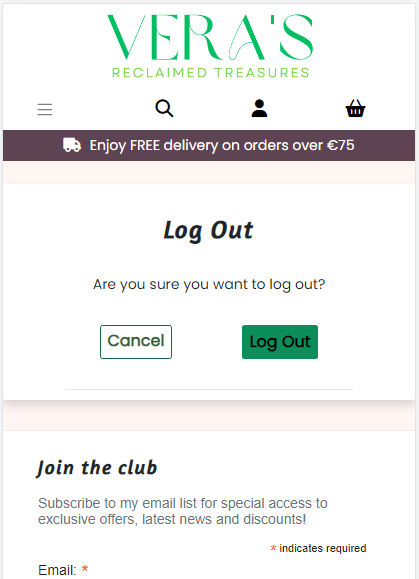 VERA'S
RECLAIMED TREASURES
Enjoy FREE delivery on orders over €75
Log Out
Are you sure you want to log out?
Cancel
Log Out
Join the club
Subscribe to my email list for special access to
exclusive offers, latest news and discounts!
* indicates required
Email: *